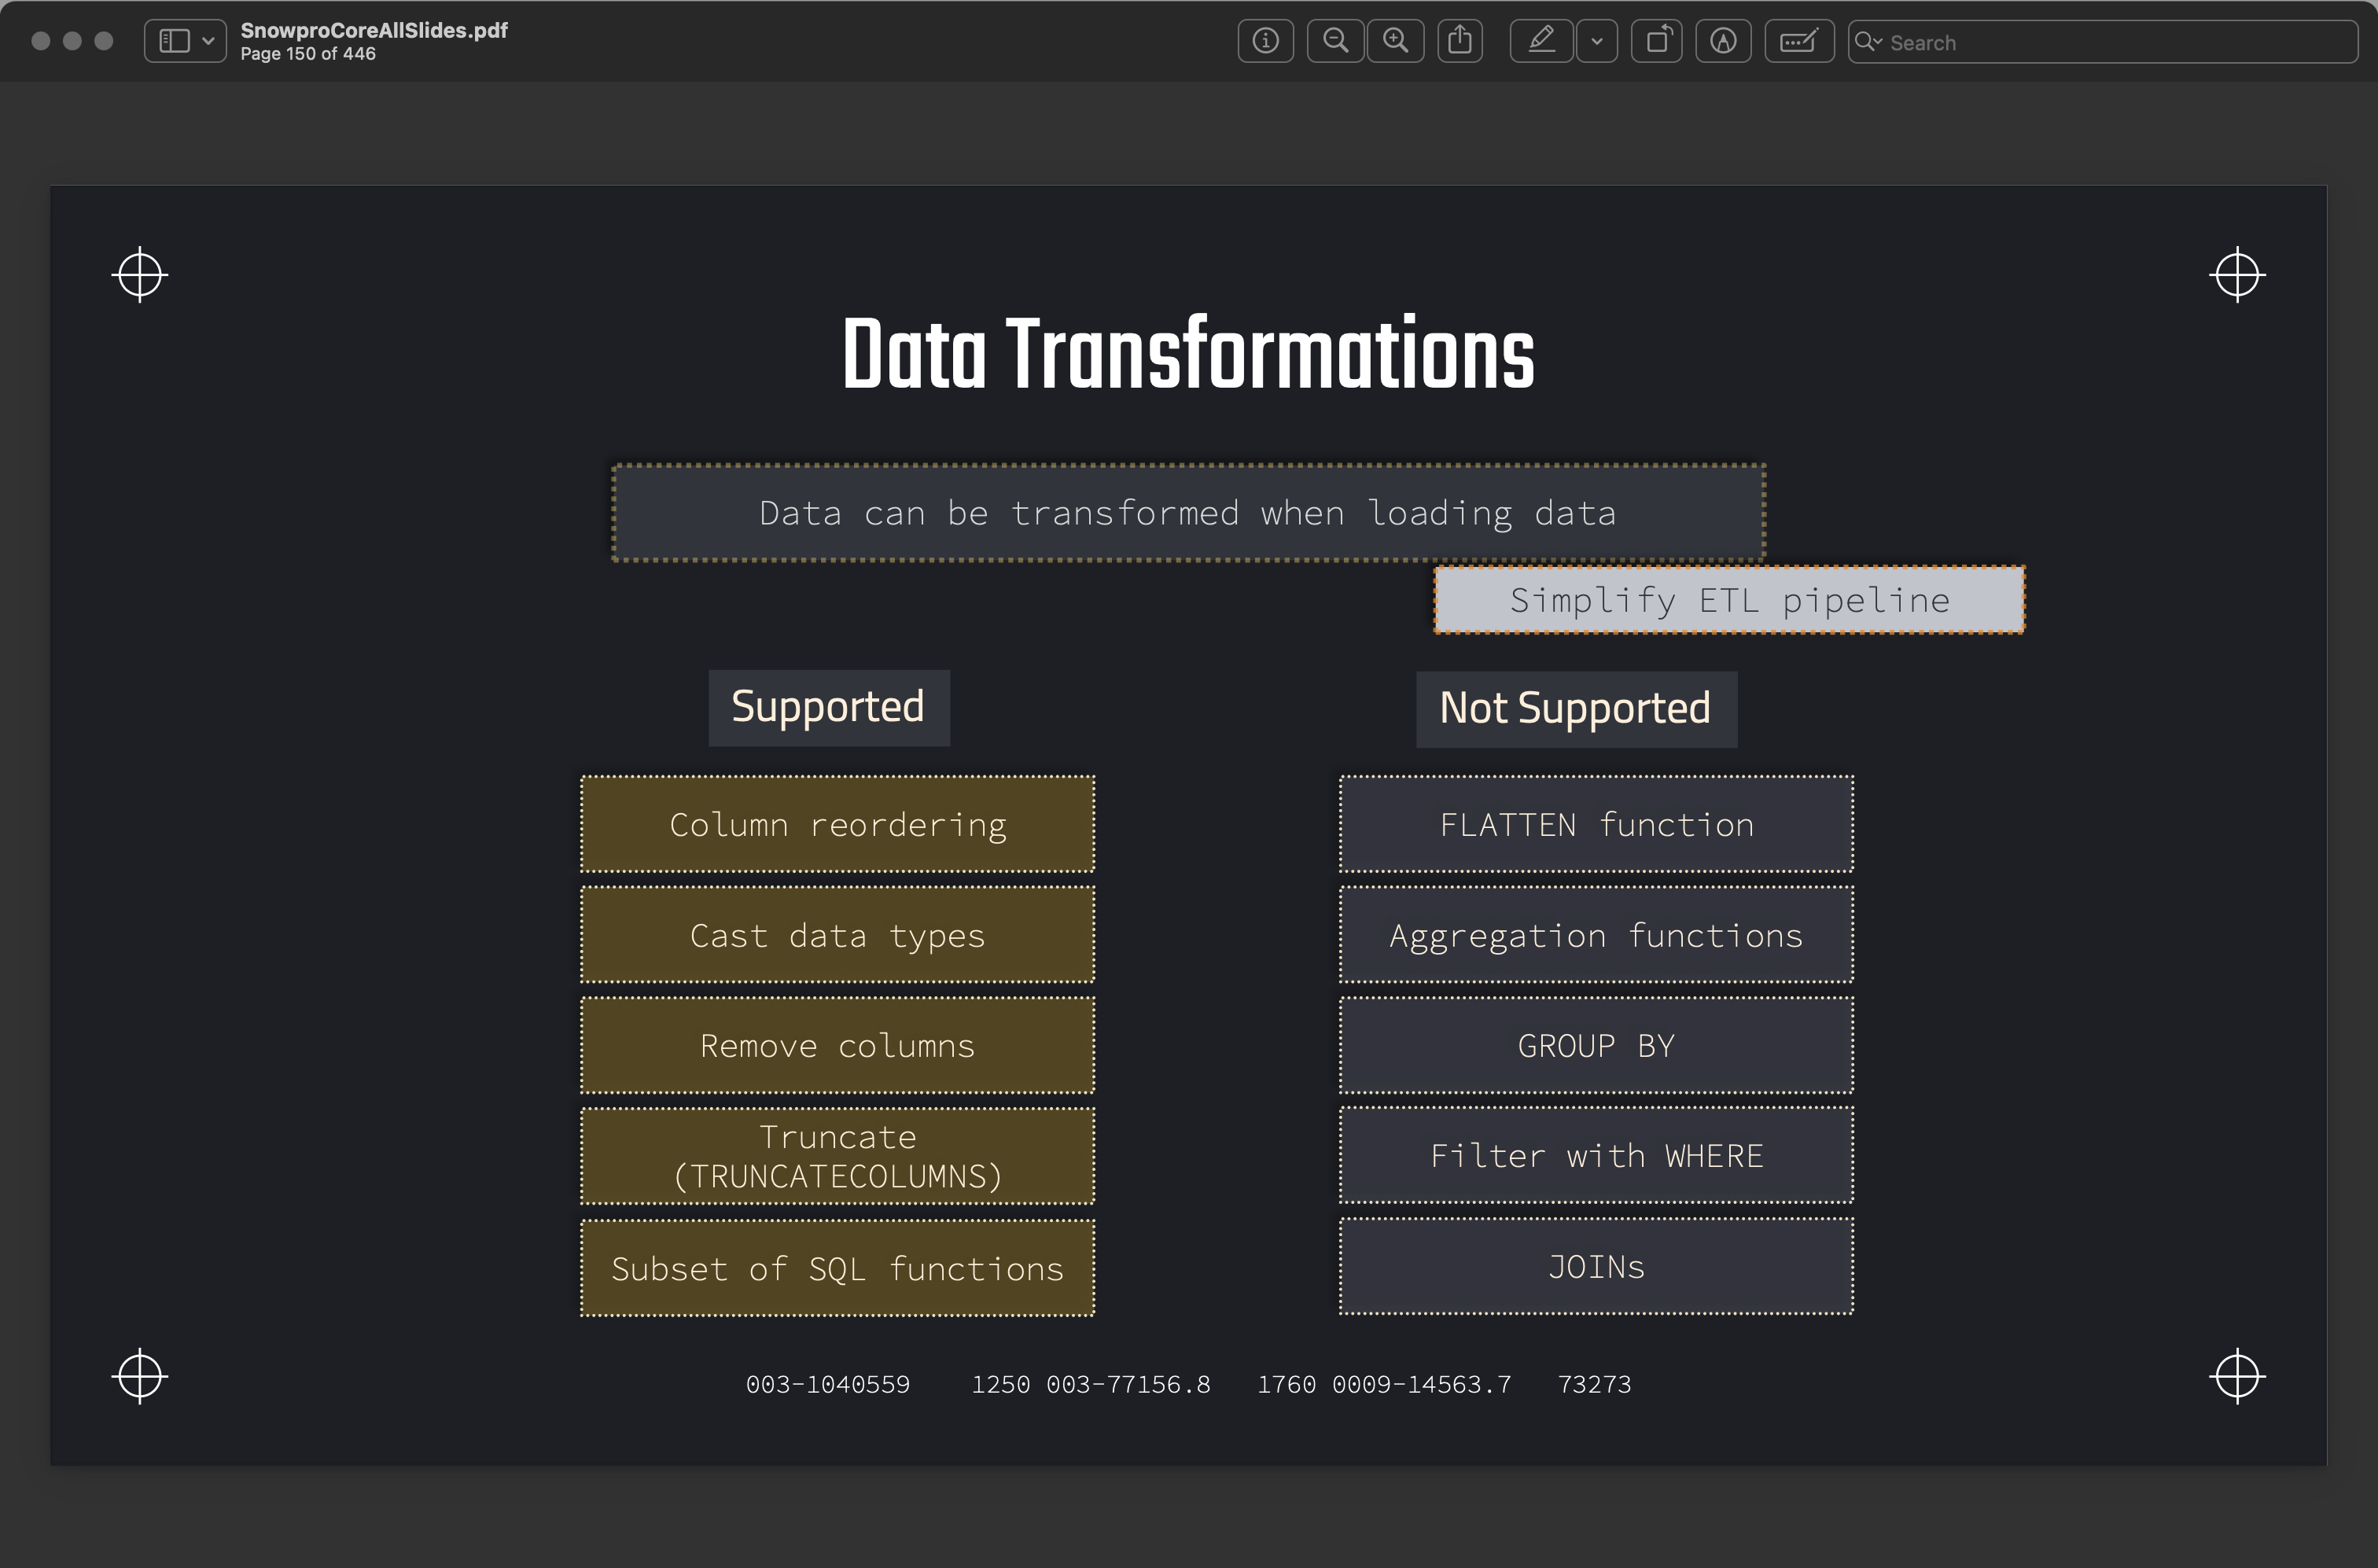 SnowproCoreAllSlides.pdf
Page 150 of 446
Search
Data Transformations
Data can be transformed when loading data
Simplify ETL pipeline
Supported
Not Supported
Column reordering
FLATTEN function
Cast data types
Aggregation functions
Remove columns
GROUP BY
Truncate
(TRUNCATECOLUMNS)
Filter with WHERE
Subset of SQL functions
JOINs
003-1040559 1250 003-77156.8 1760 0009-14563.7 73273